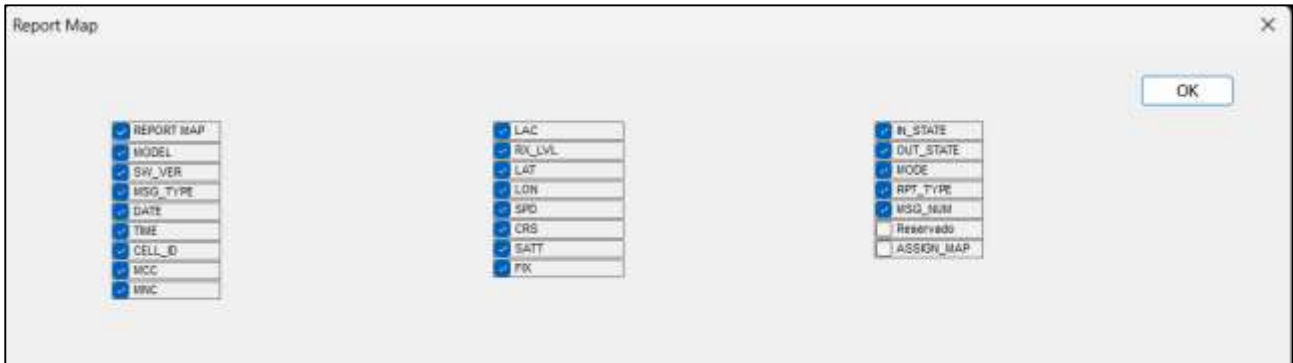 Report Map
OK
REPORT MAP
MODEL
SW_VER
MSG_TYPE
DATE
TIME
CELL_ID
MCC
MNC
LAC
RX_LVL
LAT
LON
SPD
CRS
SATT
FIX
IN_STATE
OUT_STATE
MODE
RPT_TYPE
MSG_NUM
Reservado
ASSIGN_MAP